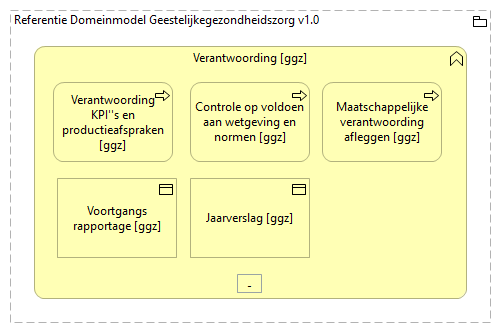 Referentie Domeinmodel Geestelijkegezondheidszorg v1.0
Verantwoording [ggz]
Verantwoording
KPI''s en
productieafspraken
[ggz]
Controle op voldoen
aan wetgeving en
normen [ggz]
Maatschappelijke
verantwoording
afleggen [ggz]
Voortgangs
rapportage [ggz]
Jaarverslag [ggz]
-